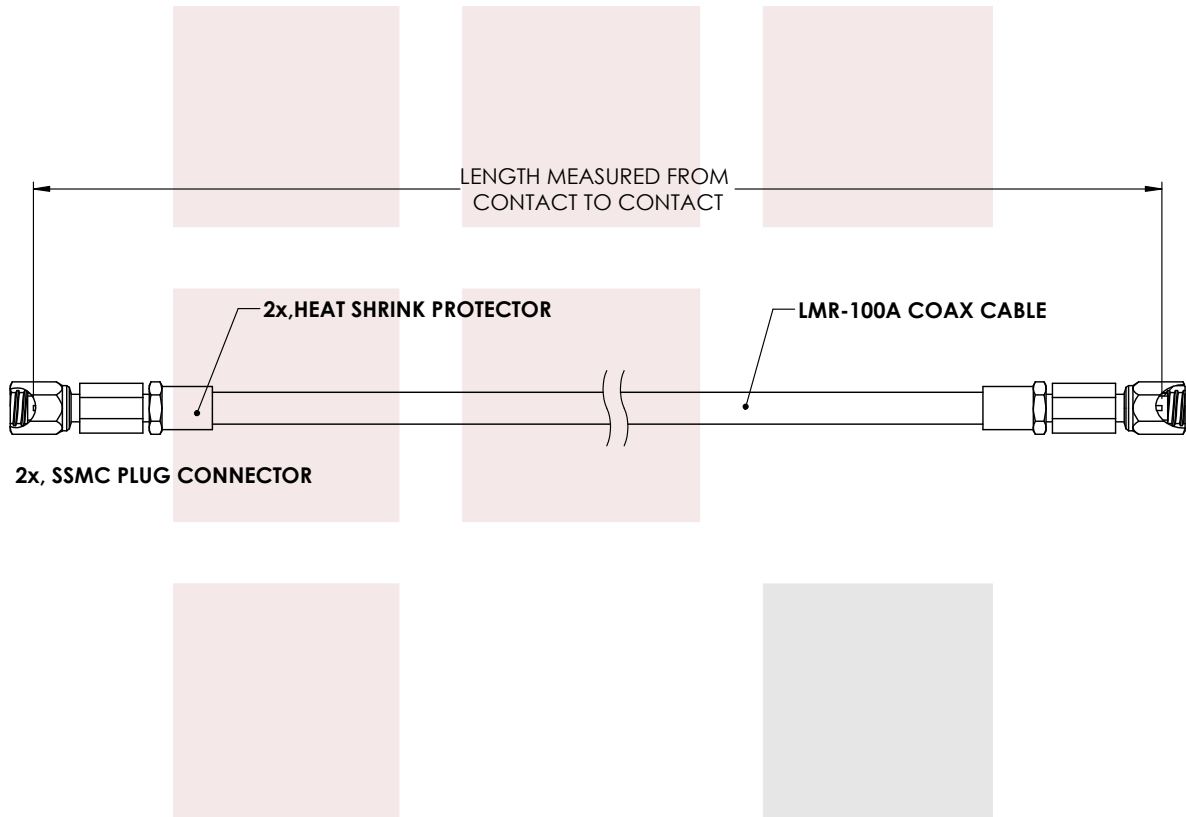 LENGTH MEASURED FROM
CONTACT TO CONTACT
2x,HEAT SHRINK PROTECTOR
LMR-100A COAX CABLE
2x, SSMC PLUG CONNECTOR